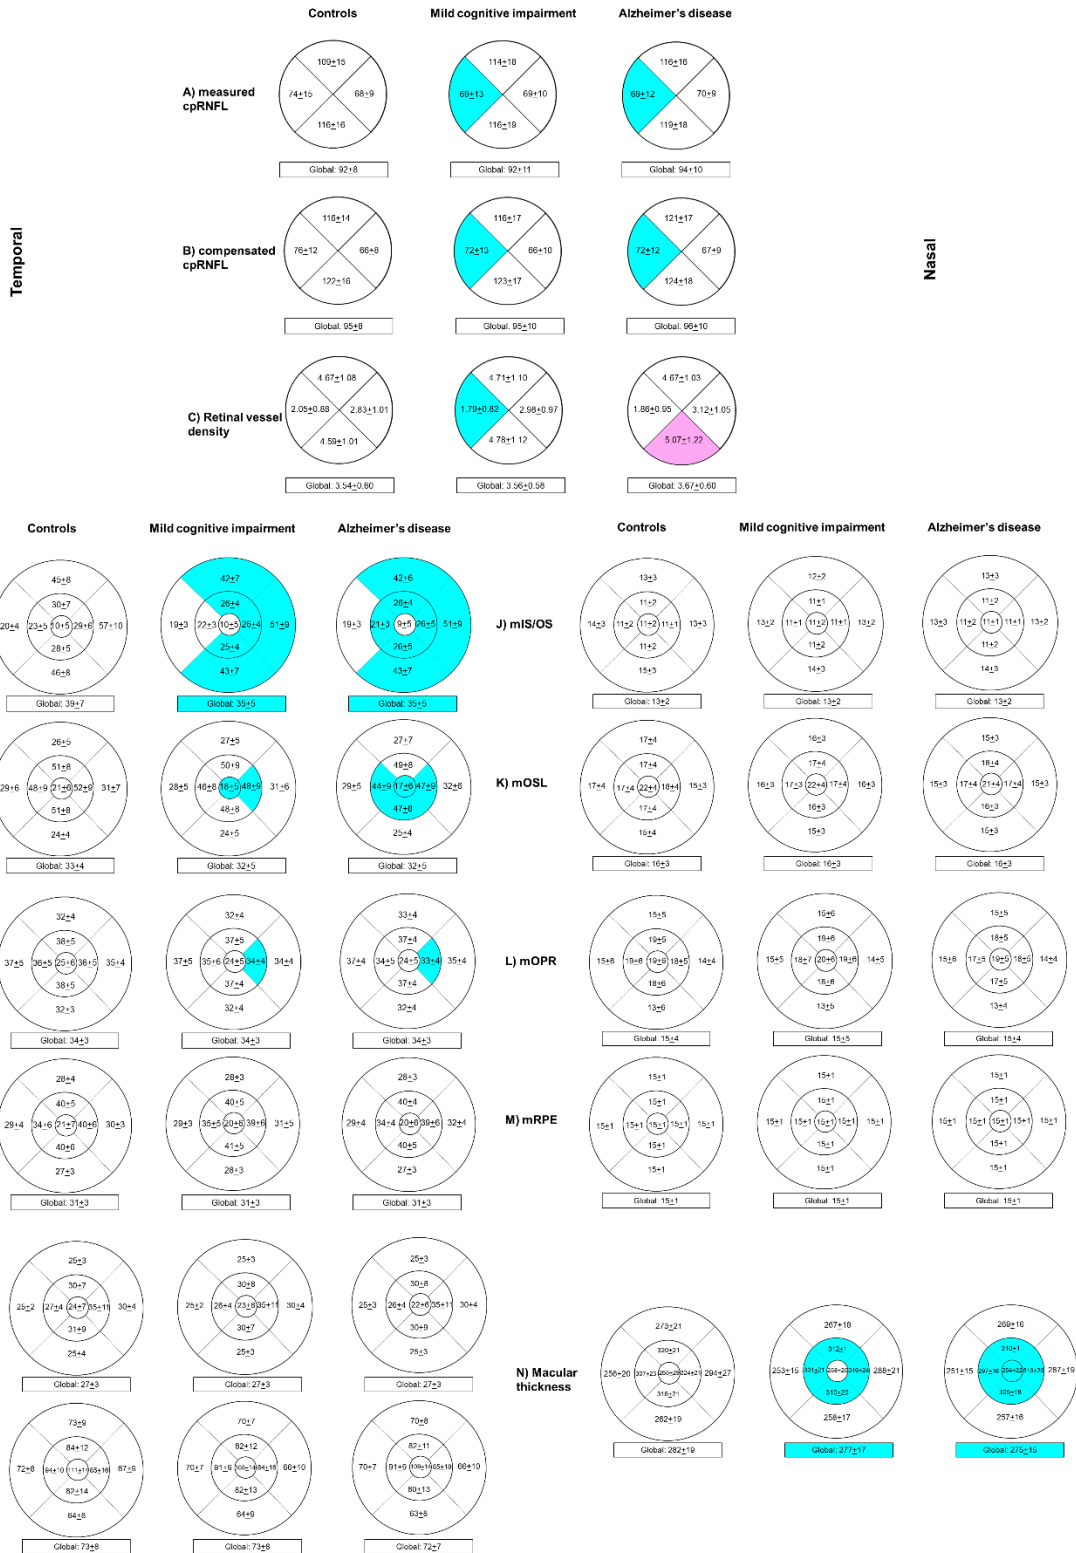 Controls Mild cognitive impairment Alzheimer's disease
A) measured cpRNFL
109±15
74±15 68±9
116±16
Global: 92±8
114±18
69±13 69±10
116±19
Global: 92±11
116±16
69±12 70±9
119±18
Global: 94±10
Temporal
Nasal
B) compensated cpRNFL
116±14
76±12 66±8
122±16
Global: 95±8
116±17
72±13 66±10
123±17
Global: 95±10
121±17
72±12 67±9
124±18
Global: 96±10
C) Retinal vessel density
4.67±1.08
2.05±0.88 2.83±1.01
4.59±1.01
Global: 3.54±0.60
4.71±1.10
1.79±0.82 2.98±0.97
4.78±1.12
Global: 3.56±0.58
4.67±1.03
1.86±0.95 3.12±1.05
5.07±1.22
Global: 3.67±0.60
Controls Mild cognitive impairment Alzheimer's disease
45±8
30±7
20±4 23±5 10±5 29±6 57±10
28±5
46±8
Global: 39±7
42±7
26±4
19±3 22±3 10±5 26±4 51±9
25±4
43±7
Global: 35±5
42±6
26±4
19±3 21±3 9±5 26±5 51±9
26±5
43±7
Global: 35±5
26±5
51±8
29±6 48±9 21±6 52±9 31±7
51±8
24±4
Global: 33±4
27±5
50±9
28±5 46±8 18±5 48±9 31±6
48±8
24±5
Global: 32±5
27±7
49±8
29±5 44±9 17±6 47±9 32±6
47±8
25±4
Global: 32±5
32±4
38±5
37±5 36±5 25±6 36±5 35±4
38±5
32±3
Global: 34±3
32±4
37±5
37±5 35±6 24±5 34±4 34±4
37±4
32±4
Global: 34±3
33±4
37±4
37±4 34±5 24±5 33±4 35±4
37±4
32±4
Global: 34±3
28±4
40±5
29±4 34±6 21±7 40±6 30±3
40±6
27±3
Global: 31±3
28±3
40±5
29±3 35±5 20±6 39±6 31±5
41±5
28±3
Global: 31±3
28±3
40±4
29±4 34±4 20±6 39±6 32±4
40±5
27±3
Global: 31±3
25±3
30±7
25±2 27±4 24±7 35±11 30±4
31±9
25±4
Global: 27±3
25±3
30±8
25±2 26±4 23±8 35±11 30±4
30±7
25±3
Global: 27±3
25±3
30±8
25±3 26±4 22±6 35±11 30±4
30±9
25±3
Global: 27±3
73±9
84±12
72±8 94±10 111±14 85±16 67±9
82±14
64±8
Global: 73±8
70±7
82±12
70±7 91±9 108±14 84±16 66±10
82±13
64±9
Global: 73±8
70±8
82±11
70±7 91±9 109±14 85±18 66±10
80±13
63±8
Global: 72±7
Controls Mild cognitive impairment Alzheimer's disease
J) mIS/OS
13±3
11±2
14±3 11±2 11±2 11±1 13±3
11±2
15±3
Global: 13±2
12±2
11±1
13±2 11±1 11±2 11±1 13±2
11±2
14±3
Global: 13±2
13±3
11±2
13±3 11±2 11±1 11±1 13±2
11±2
14±3
Global: 13±2
K) mOSL
17±4
17±4
17±4 17±4 22±4 18±4 15±3
17±4
15±4
Global: 16±3
16±3
17±4
16±3 17±3 22±4 17±4 16±3
16±3
15±3
Global: 16±3
15±3
16±4
15±3 17±4 21±4 17±4 15±3
16±3
15±3
Global: 16±3
L) mOPR
15±5
19±5
15±6 19±6 19±6 18±5 14±4
18±6
13±6
Global: 15±4
15±6
19±6
15±5 18±7 20±6 19±6 14±5
18±6
13±5
Global: 15±5
15±5
18±5
15±6 17±5 19±5 18±5 14±4
17±5
13±4
Global: 15±4
M) mRPE
15±1
15±1
15±1 15±1 15±1 15±1 15±1
15±1
15±1
Global: 15±1
15±1
15±1
15±1 15±1 15±1 15±1 15±1
15±1
15±1
Global: 15±1
15±1
15±1
15±1 15±1 15±1 15±1 15±1
15±1
15±1
Global: 15±1
N) Macular thickness
273±21
320±21
256±20 324±21 294±27
316±21
262±19
Global: 282±19
267±18
312±1
253±15 301±21 316±24 288±21
310±20
258±17
Global: 277±17
269±16
310±1
251±15 297±16 287±19
305±18
257±16
Global: 275±15